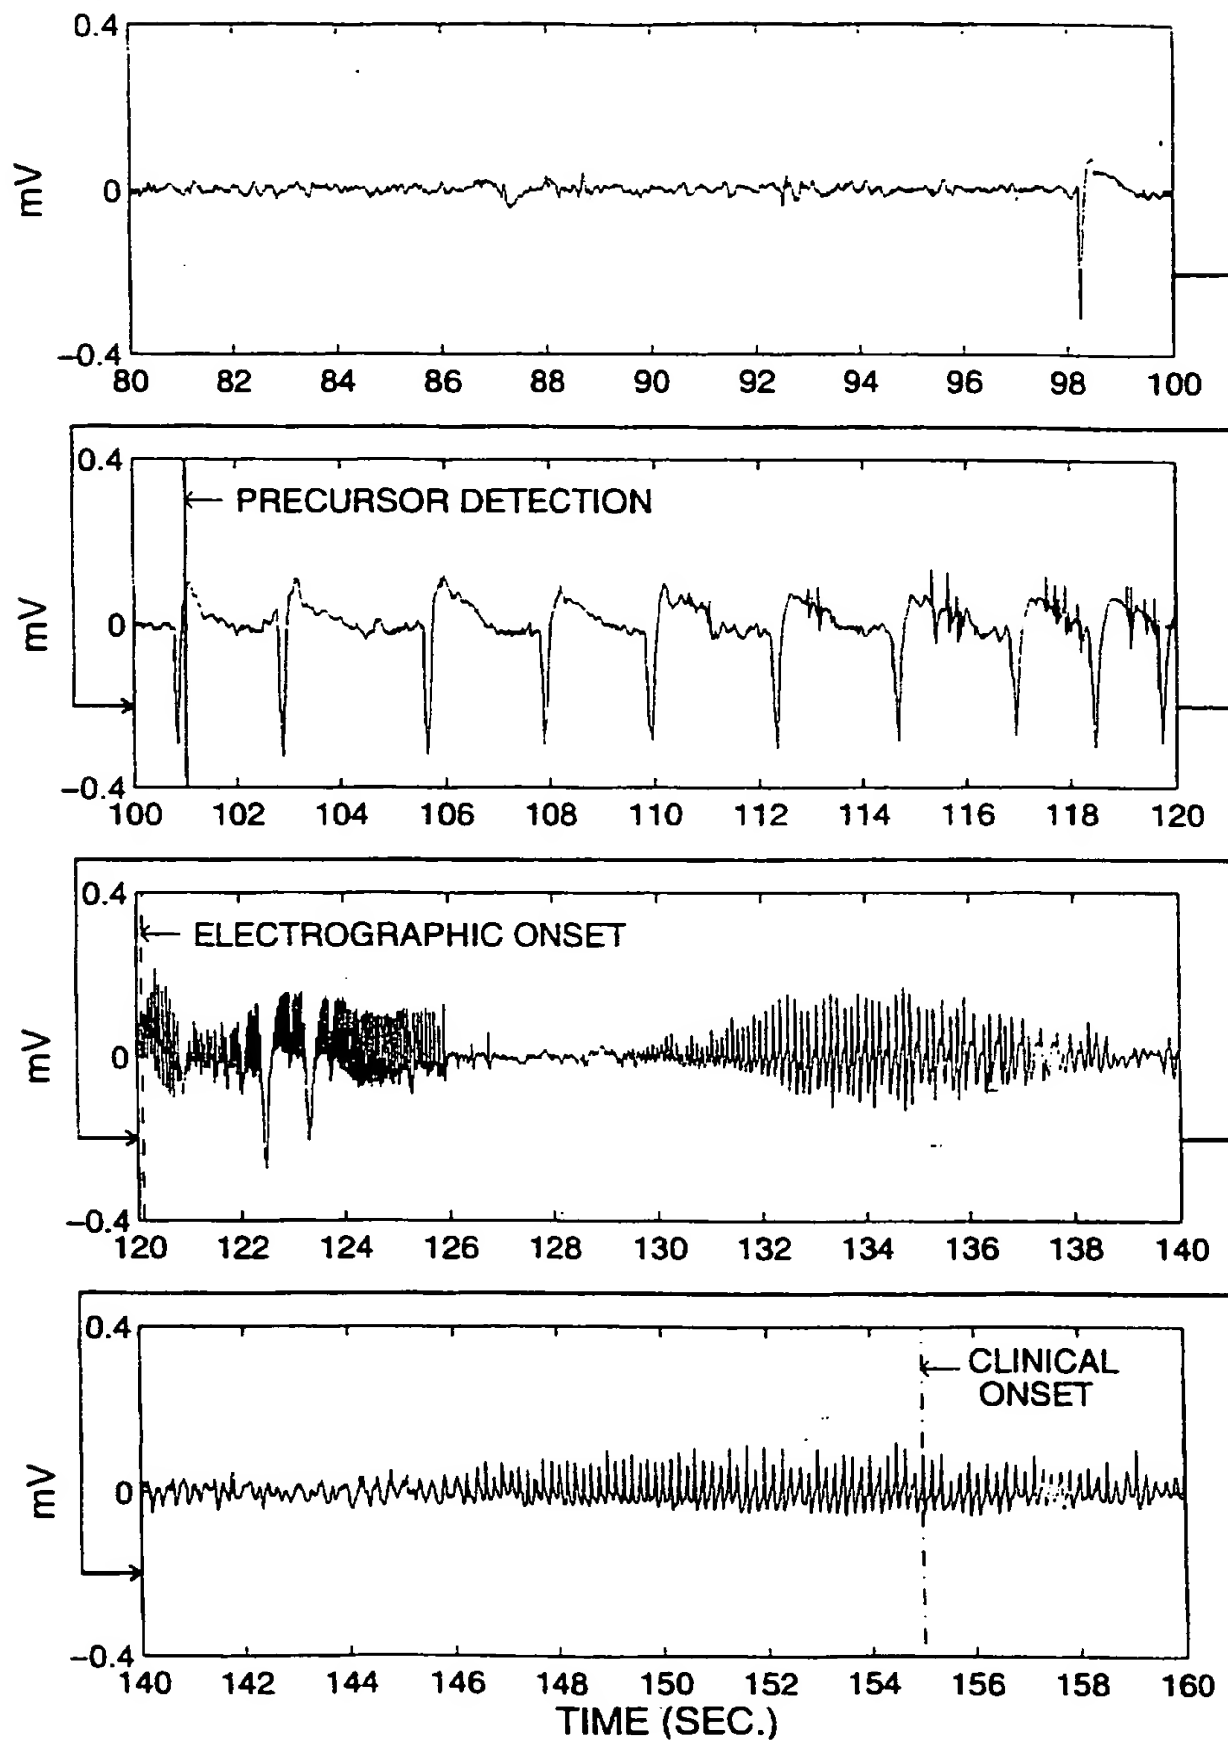 0.4
mV
0
-0.4
80 82 84 86 88 90 92 94 96 98 100
0.4
PRECURSOR DETECTION
mV
0
-0.4
100 102 104 106 108 110 112 114 116 118 120
0.4
ELECTROGRAPHIC ONSET
mV
0
-0.4
120 122 124 126 128 130 132 134 136 138 140
0.4
CLINICAL
ONSET
mV
0
-0.4
140 142 144 146 148 150 152 154 156 158 160
TIME (SEC.)